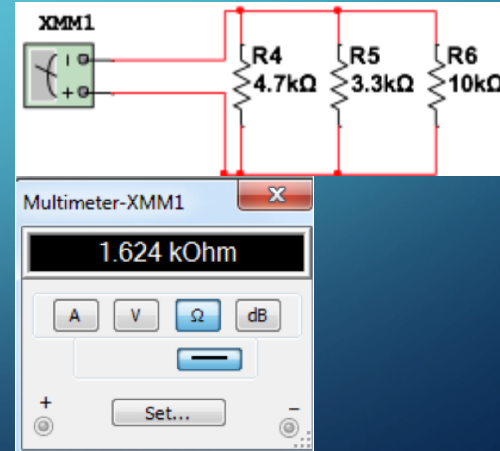 XMM1
R4
4.7kΩ
R5
3.3kΩ
R6
10kΩ
Multimeter-XMM1
x
1.624 kOhm
A V Ω dB
+ Set... −